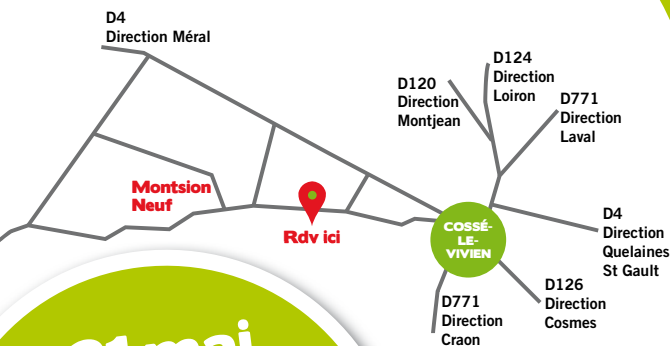 D4
Direction Méral
D124
Direction
Loiron
D120
Direction
Montjean
D771
Direction
Laval
Montsion
Neuf
Rdv ici
COSSÉ-
LE-
VIVIEN
D4
Direction
Quelaines
St Gault
D126
Direction
Cosmes
D771
Direction
Craon
mai